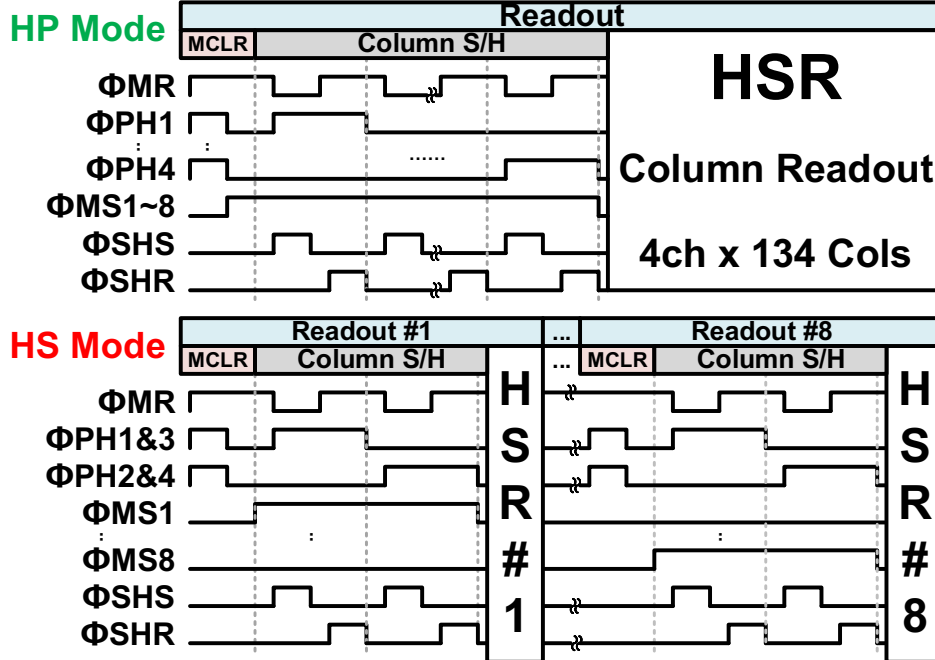 HP Mode
Readout
MCLR Column S/H
ΦMR
ΦPH1
:
:
ΦPH4
......
ΦMS1~8
ΦSHS
ΦSHR
HSR
Column Readout
4ch x 134 Cols
HS Mode
Readout #1 ... Readout #8
MCLR Column S/H ... MCLR Column S/H
ΦMR
ΦPH1&3
ΦPH2&4
ΦMS1
: : :
ΦMS8
ΦSHS
ΦSHR
H
S
R
#
1
H
S
R
#
8